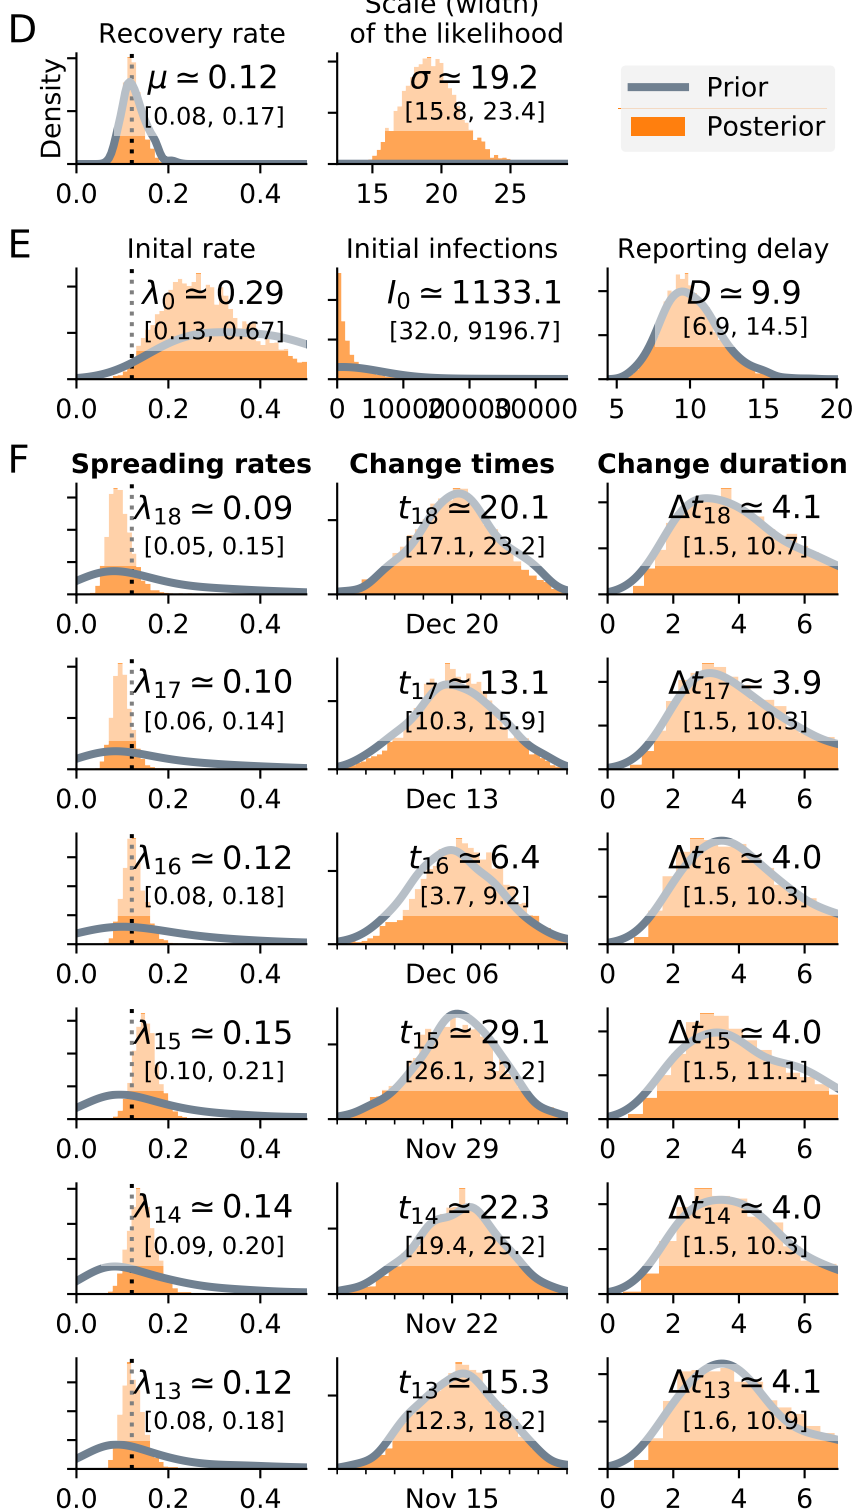 D
Recovery rate
Scale (width)
of the likelihood
Density
μ ≃ 0.12
[0.08, 0.17]
σ ≃ 19.2
[15.8, 23.4]
Prior
Posterior
0.0 0.2 0.4
15 20 25
E
Inital rate
Initial infections
Reporting delay
λ0 ≃ 0.29
[0.13, 0.67]
I0 ≃ 1133.1
[32.0, 9196.7]
D ≃ 9.9
[6.9, 14.5]
0.0 0.2 0.4
0 10000 20000 30000
5 10 15 20
F
Spreading rates
Change times
Change duration
λ18 ≃ 0.09
[0.05, 0.15]
t18 ≃ 20.1
[17.1, 23.2]
Δt18 ≃ 4.1
[1.5, 10.7]
0.0 0.2 0.4
Dec 20
0 2 4 6
λ17 ≃ 0.10
[0.06, 0.14]
t17 ≃ 13.1
[10.3, 15.9]
Δt17 ≃ 3.9
[1.5, 10.3]
0.0 0.2 0.4
Dec 13
0 2 4 6
λ16 ≃ 0.12
[0.08, 0.18]
t16 ≃ 6.4
[3.7, 9.2]
Δt16 ≃ 4.0
[1.5, 10.3]
0.0 0.2 0.4
Dec 06
0 2 4 6
λ15 ≃ 0.15
[0.10, 0.21]
t15 ≃ 29.1
[26.1, 32.2]
Δt15 ≃ 4.0
[1.5, 11.1]
0.0 0.2 0.4
Nov 29
0 2 4 6
λ14 ≃ 0.14
[0.09, 0.20]
t14 ≃ 22.3
[19.4, 25.2]
Δt14 ≃ 4.0
[1.5, 10.3]
0.0 0.2 0.4
Nov 22
0 2 4 6
λ13 ≃ 0.12
[0.08, 0.18]
t13 ≃ 15.3
[12.3, 18.2]
Δt13 ≃ 4.1
[1.6, 10.9]
0.0 0.2 0.4
Nov 15
0 2 4 6